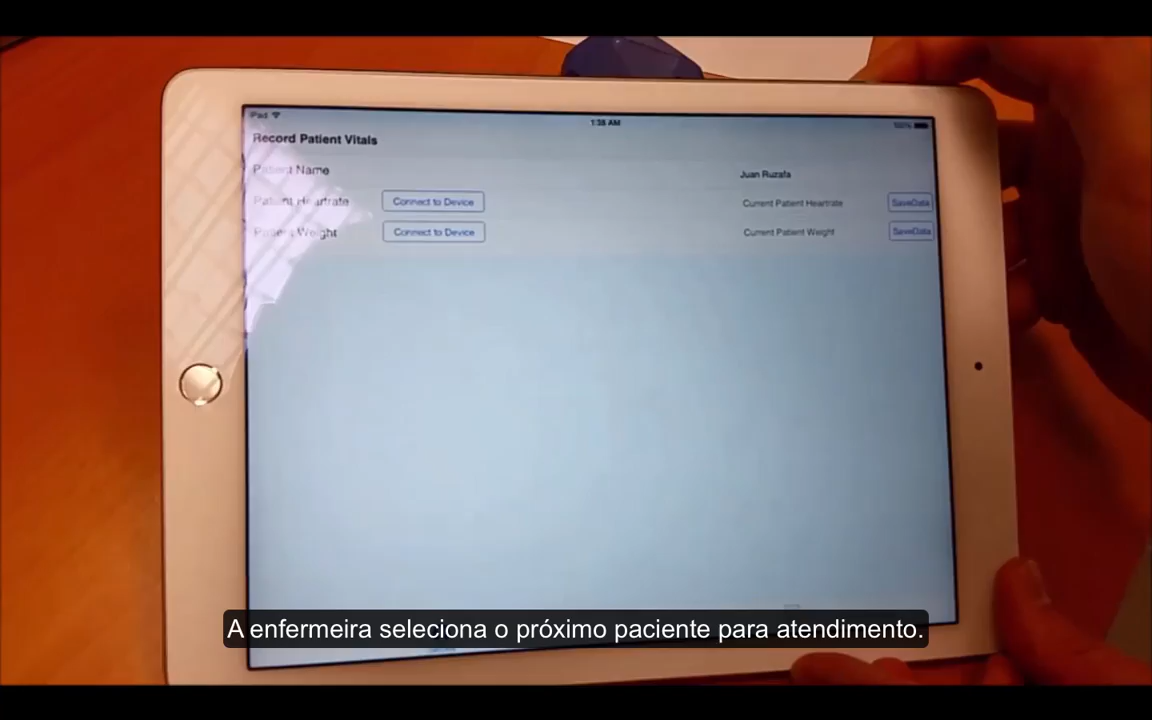 iPad
1:38 AM
100%
Record Patient Vitals
Patient Name
Juan Ruzafa
Patient Heartrate
Connect to Device
Current Patient Heartrate
SaveData
Patient Weight
Connect to Device
Current Patient Weight
SaveData
A enfermeira seleciona o próximo paciente para atendimento.